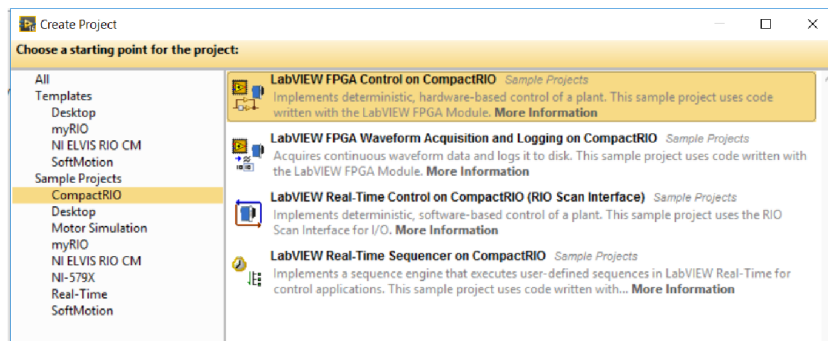 Create Project
Choose a starting point for the project:
All
Templates
Desktop
myRIO
NI ELVIS RIO CM
SoftMotion
Sample Projects
CompactRIO
Desktop
Motor Simulation
myRIO
NI ELVIS RIO CM
NI-579X
Real-Time
SoftMotion
LabVIEW FPGA Control on CompactRIO Sample Projects
Implements deterministic, hardware-based control of a plant. This sample project uses code
written with the LabVIEW FPGA Module. More Information
LabVIEW FPGA Waveform Acquisition and Logging on CompactRIO Sample Projects
Acquires continuous waveform data and logs it to disk. This sample project uses code written with
the LabVIEW FPGA Module. More Information
LabVIEW Real-Time Control on CompactRIO (RIO Scan Interface) Sample Projects
Implements deterministic, software-based control of a plant. This sample project uses the RIO
Scan Interface for I/O. More Information
LabVIEW Real-Time Sequencer on CompactRIO Sample Projects
Implements a sequence engine that executes user-defined sequences in LabVIEW Real-Time for
control applications. This sample project uses code written with... More Information